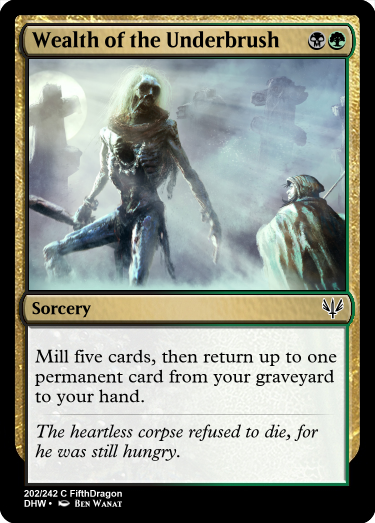 Wealth of the Underbrush
Sorcery
Mill five cards, then return up to one
permanent card from your graveyard
to your hand.
The heartless corpse refused to die, for
he was still hungry.
202/242 C FifthDragon
DHW • Ben Wanat